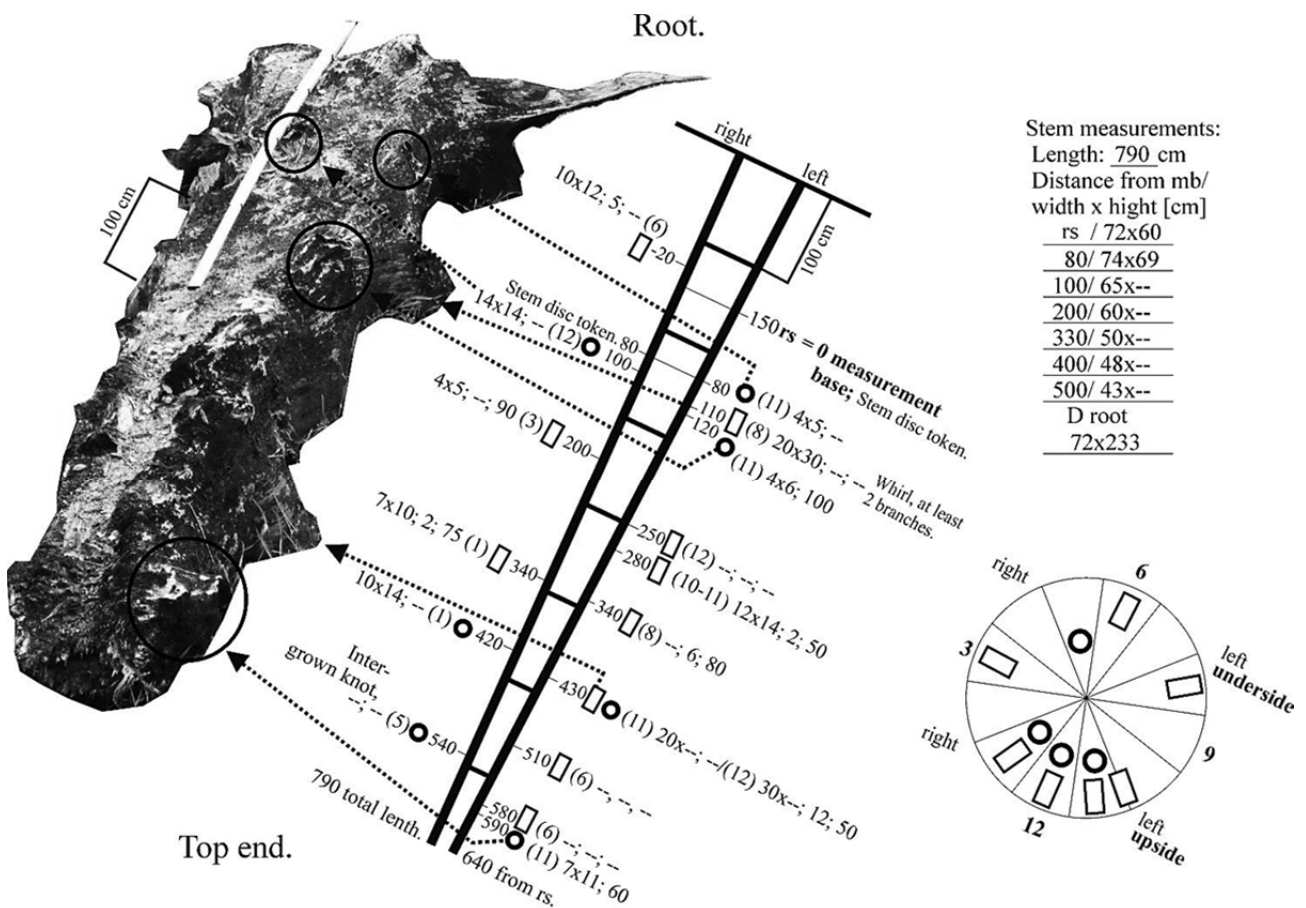 Root.
right
left
100 cm
100 cm
10x12; 5; -- (6)
-20
150 rs = 0 measurement
base; Stem disc token.
Stem disc token. 80
14x14; -- (12) 100
80 (11) 4x5; --
110 (8) 20x30; --; --
Whirl, at least
2 branches.
120 (11) 4x6; 100
4x5; --; 90 (3) 200
250 (12) --; --; --
280 (10-11) 12x14; 2; 50
7x10; 2; 75 (1) 340
340 (8) --; 6; 80
10x14; -- (1) 420
430 (11) 20x--; --/(12) 30x--; 12; 50
Inter-
grown knot,
--; -- (5) 540
510 (6) --, --, --
580 (6) --; --; --
590 (11) 7x11; 60
790 total lenth.
640 from rs.
Top end.
Stem measurements:
Length: 790 cm
Distance from mb/
width x hight [cm]
rs / 72x60
80/ 74x69
100/ 65x--
200/ 60x--
330/ 50x--
400/ 48x--
500/ 43x--
D root
72x233
right
6
3
left
underside
right
9
12
left
upside